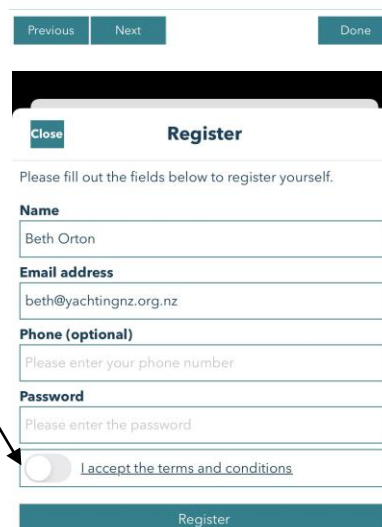 Previous Next Done
Close Register
Please fill out the fields below to register yourself.
Name
Beth Orton
Email address
beth@yachtingnz.org.nz
Phone (optional)
Please enter your phone number
Password
Please enter the password
I accept the terms and conditions
Register